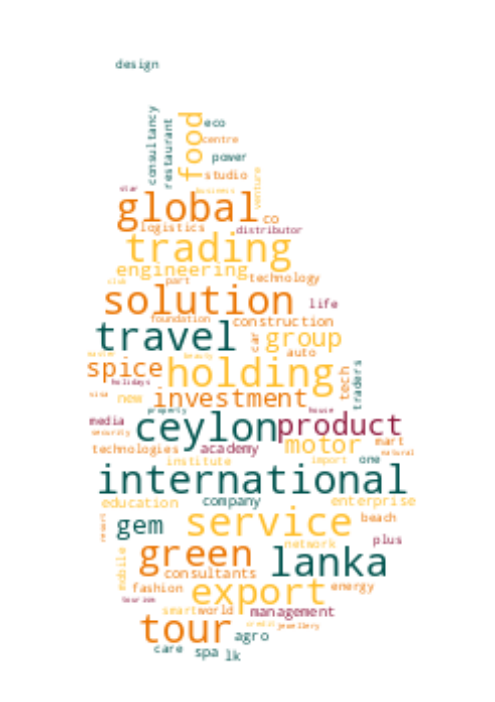 design
consultancy
restaurant
food
eco
centre
power
studio
venture
star
business
global
co
logistics
distributor
trading
engineering
technology
club
part
solution
life
foundation
construction
travel
car
group
auto
master
beauty
spice
holding
tech
traders
holidays
visa
new
investment
property
house
media
ceylon
product
security
motor
mart
technologies
academy
natural
institute
import
one
international
education
company
enterprise
resort
gem
service
beach
plus
network
green
lanka
mobile
consultants
fashion
export
energy
tourism
smart
world
management
credit
jewellery
tour
agro
care
spa
lk